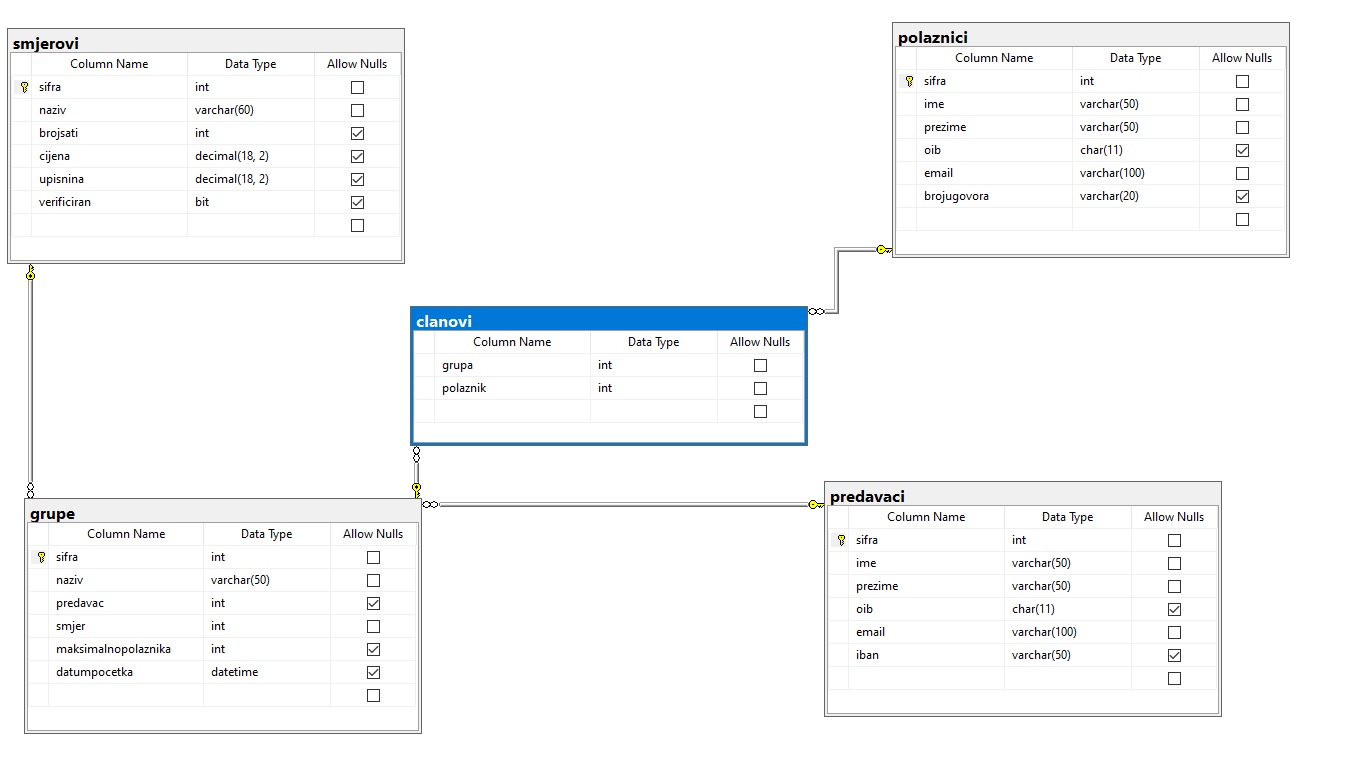 smjerovi
Column Name Data Type Allow Nulls
sifra int
naziv varchar(60)
brojsati int
cijena decimal(18, 2)
upisnina decimal(18, 2)
verificiran bit
polaznici
Column Name Data Type Allow Nulls
sifra int
ime varchar(50)
prezime varchar(50)
oib char(11)
email varchar(100)
brojugovora varchar(20)
clanovi
Column Name Data Type Allow Nulls
grupa int
polaznik int
grupe
Column Name Data Type Allow Nulls
sifra int
naziv varchar(50)
predavac int
smjer int
maksimalnopolaznika int
datumpocetka datetime
predavaci
Column Name Data Type Allow Nulls
sifra int
ime varchar(50)
prezime varchar(50)
oib char(11)
email varchar(100)
iban varchar(50)